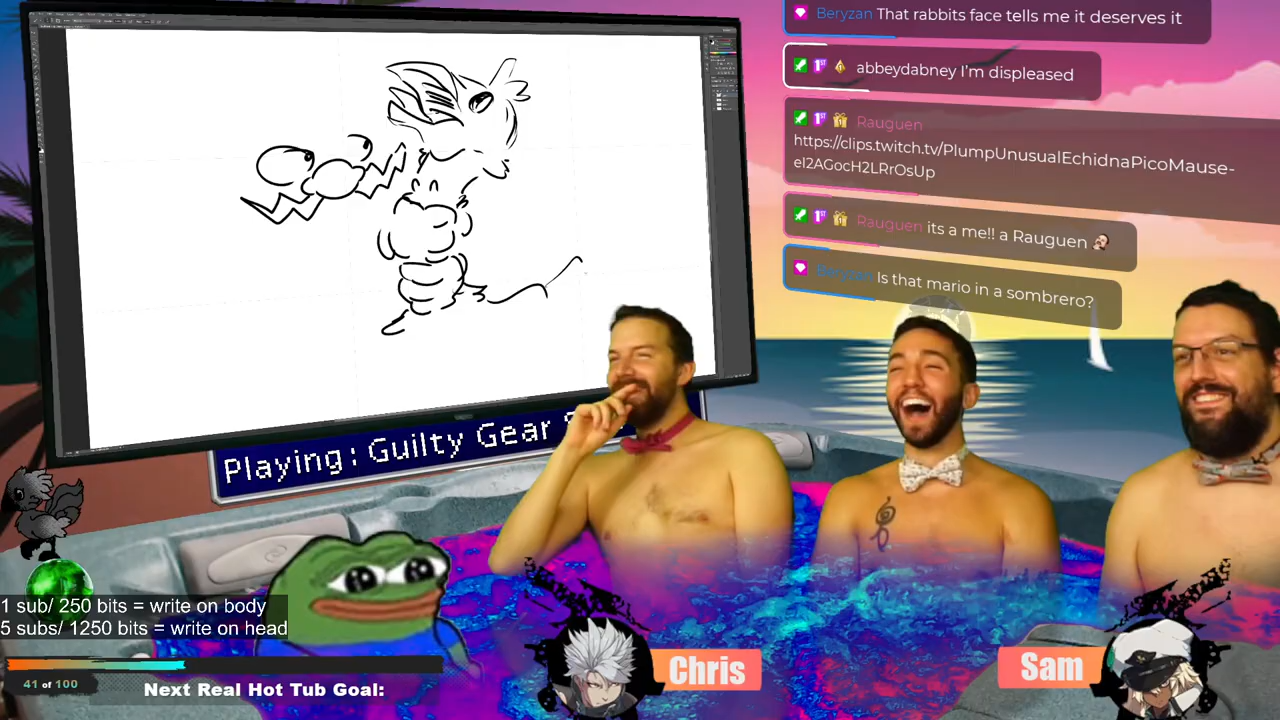 Beryzan That rabbits face tells me it deserves it
abbeydabney I'm displeased
Rauguen
https://clips.twitch.tv/PlumpUnusualEchidnaPicoMause-
eI2AGocH2LRrOsUp
Rauguen its a me!! a Rauguen
Beryzan Is that mario in a sombrero?
Playing: Guilty Gear
1 sub/ 250 bits = write on body
5 subs/ 1250 bits = write on head
41 of 100
Next Real Hot Tub Goal:
Chris
Sam